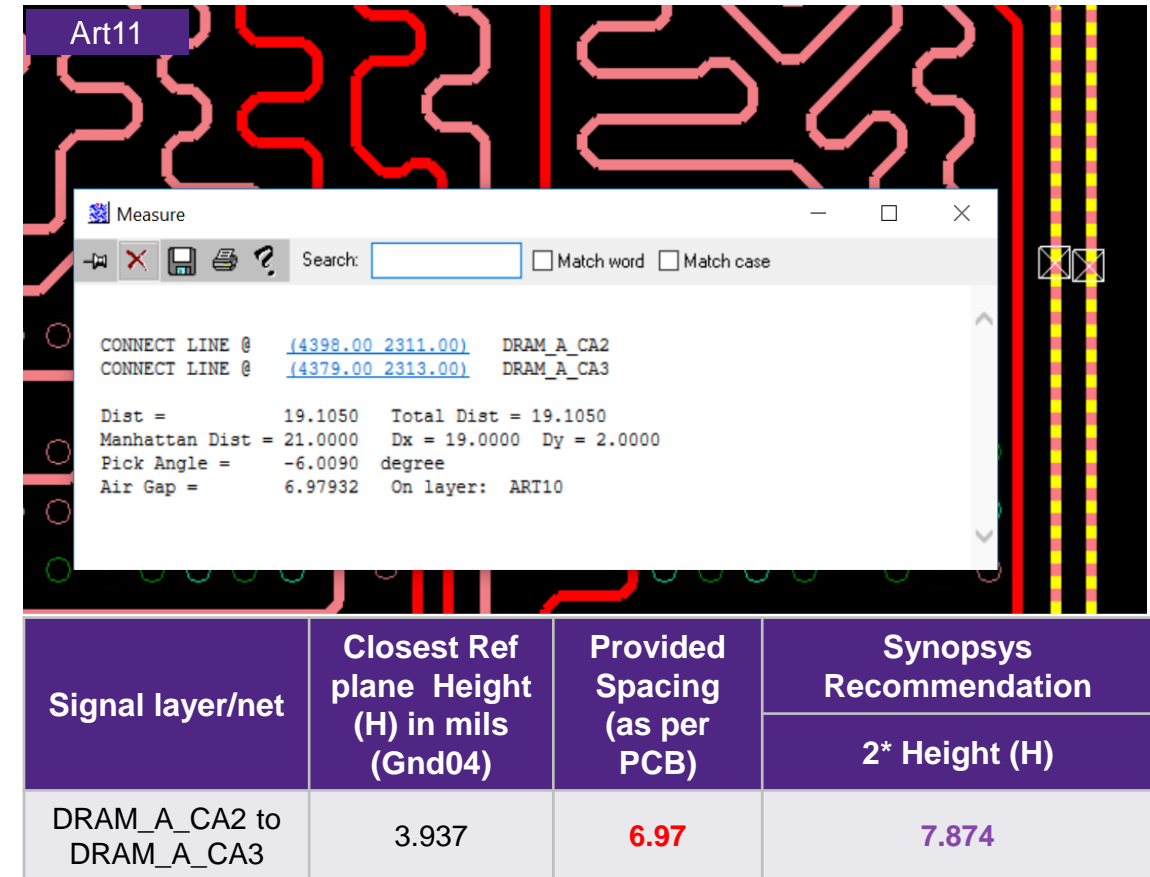 Art11
Measure
Search:
Match word
Match case
CONNECT LINE @ (4398.00 2311.00) DRAM_A_CA2
CONNECT LINE @ (4379.00 2313.00) DRAM_A_CA3
Dist = 19.1050 Total Dist = 19.1050
Manhattan Dist = 21.0000 Dx = 19.0000 Dy = 2.0000
Pick Angle = -6.0090 degree
Air Gap = 6.97932 On layer: ART10
Signal layer/net
Closest Ref
plane Height
(H) in mils
(Gnd04)
Provided
Spacing
(as per
PCB)
Synopsys
Recommendation
2* Height (H)
DRAM_A_CA2 to
DRAM_A_CA3
3.937
6.97
7.874